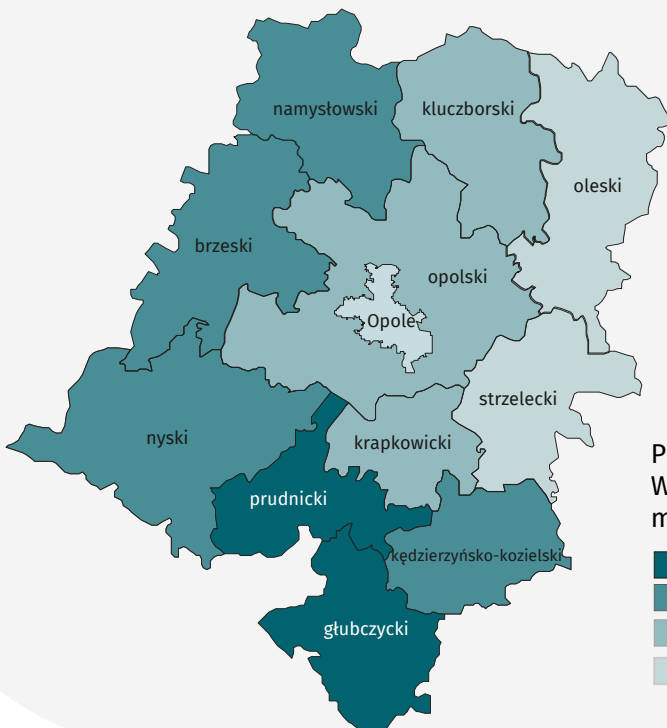 namysłowski
kluczborski
oleski
brzeski
opolski
Opole
strzelecki
nyski
krapkowicki
prudnicki
kędzierzyńsko-kozielski
głubczycki
P
W
m